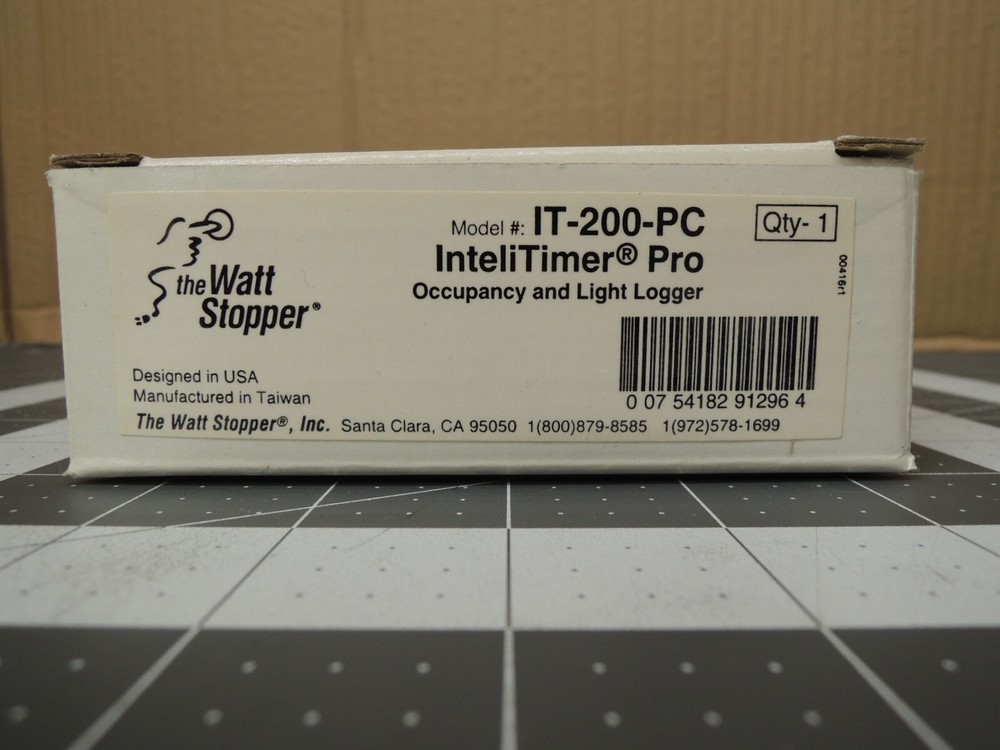 the Watt
Stopper®
Model #: IT-200-PC
InteliTimer® Pro
Occupancy and Light Logger
Qty- 1
00416r1
0 07 54182 91296 4
Designed in USA
Manufactured in Taiwan
The Watt Stopper®, Inc. Santa Clara, CA 95050 1(800)879-8585 1(972)578-1699